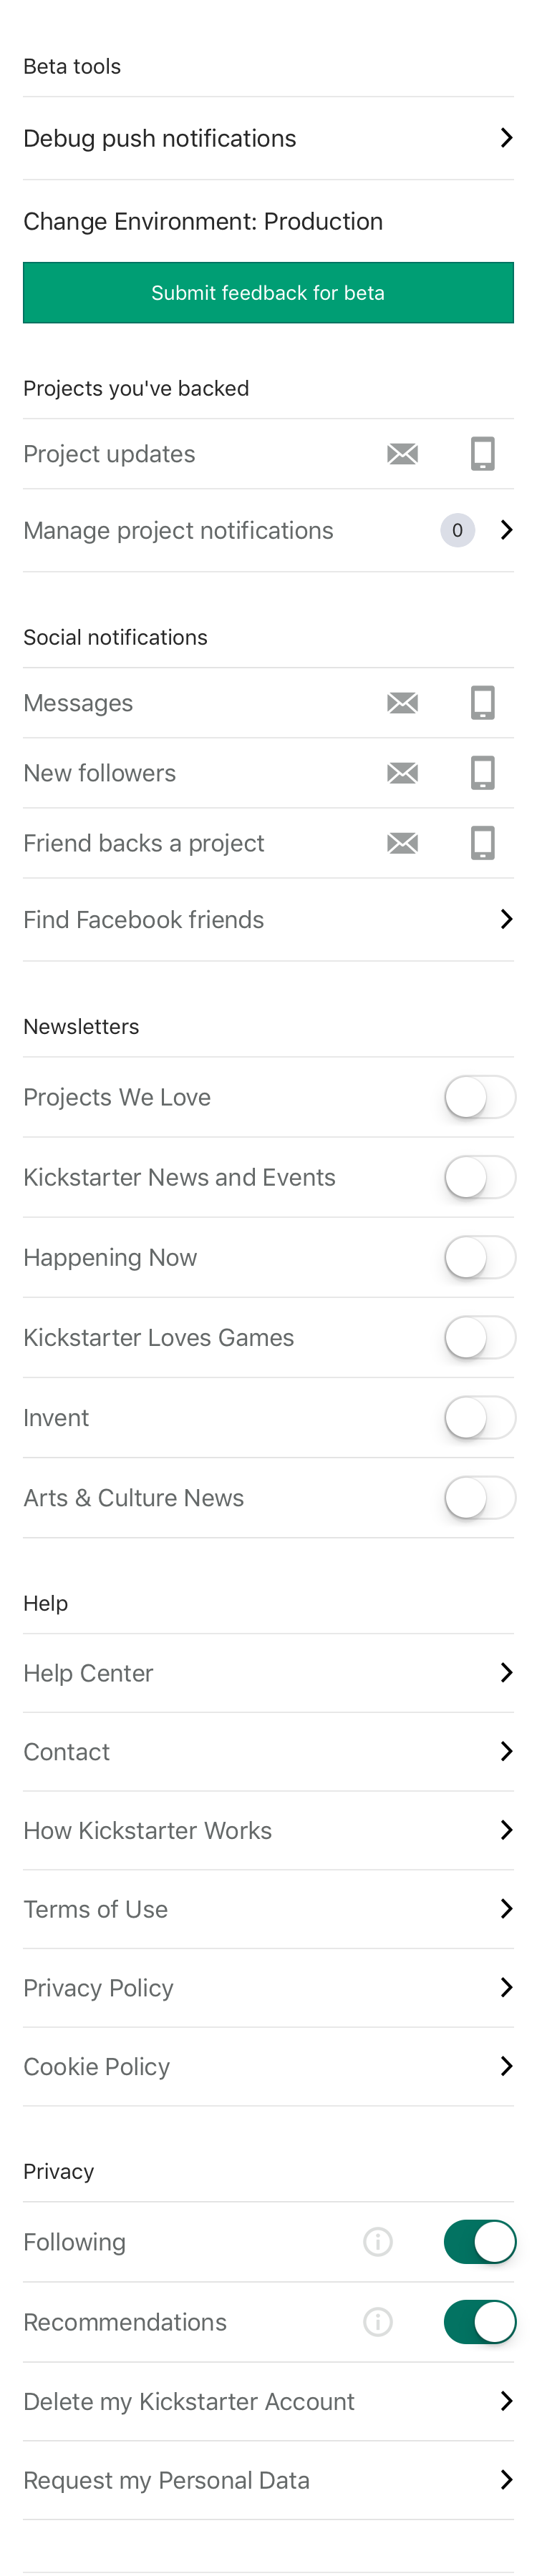 Beta tools
Debug push notifications
Change Environment: Production
Submit feedback for beta
Projects you've backed
Project updates
Manage project notifications 0
Social notifications
Messages
New followers
Friend backs a project
Find Facebook friends
Newsletters
Projects We Love
Kickstarter News and Events
Happening Now
Kickstarter Loves Games
Invent
Arts & Culture News
Help
Help Center
Contact
How Kickstarter Works
Terms of Use
Privacy Policy
Cookie Policy
Privacy
Following
Recommendations
Delete my Kickstarter Account
Request my Personal Data